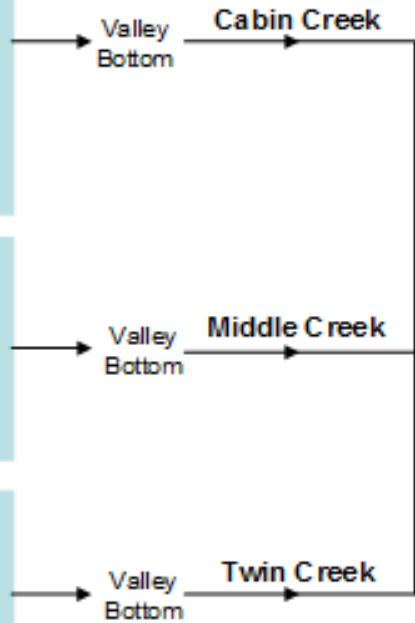 Valley
Bottom
Cabin Creek
Valley
Bottom
Middle Creek
Valley
Bottom
Twin Creek